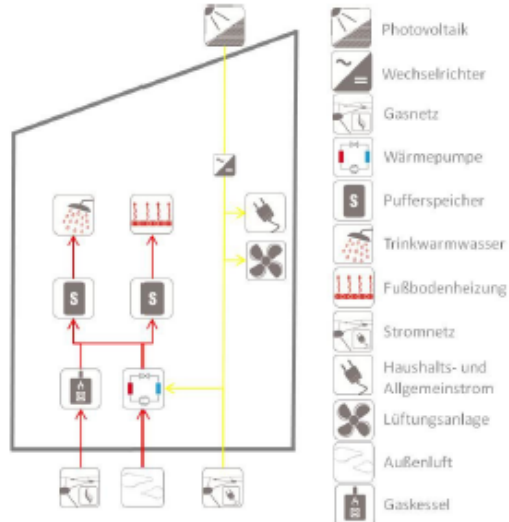 Photovoltaik
Wechselrichter
Gasnetz
Wärmepumpe
S
Pufferspeicher
Trinkwarmwasser
Fußbodenheizung
Stromnetz
Haushalts- und
Allgemeinstrom
Lüftungsanlage
Außenluft
Gaskessel
S
S